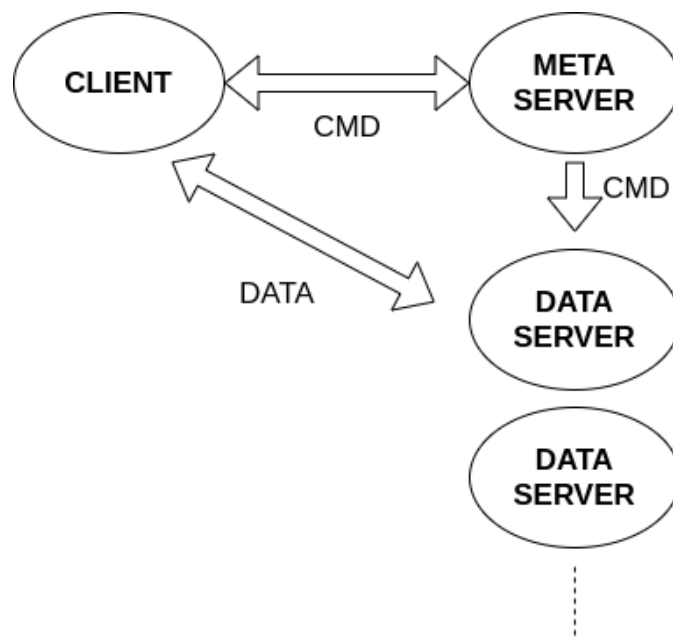 CLIENT
META
SERVER
CMD
CMD
DATA
DATA
SERVER
DATA
SERVER